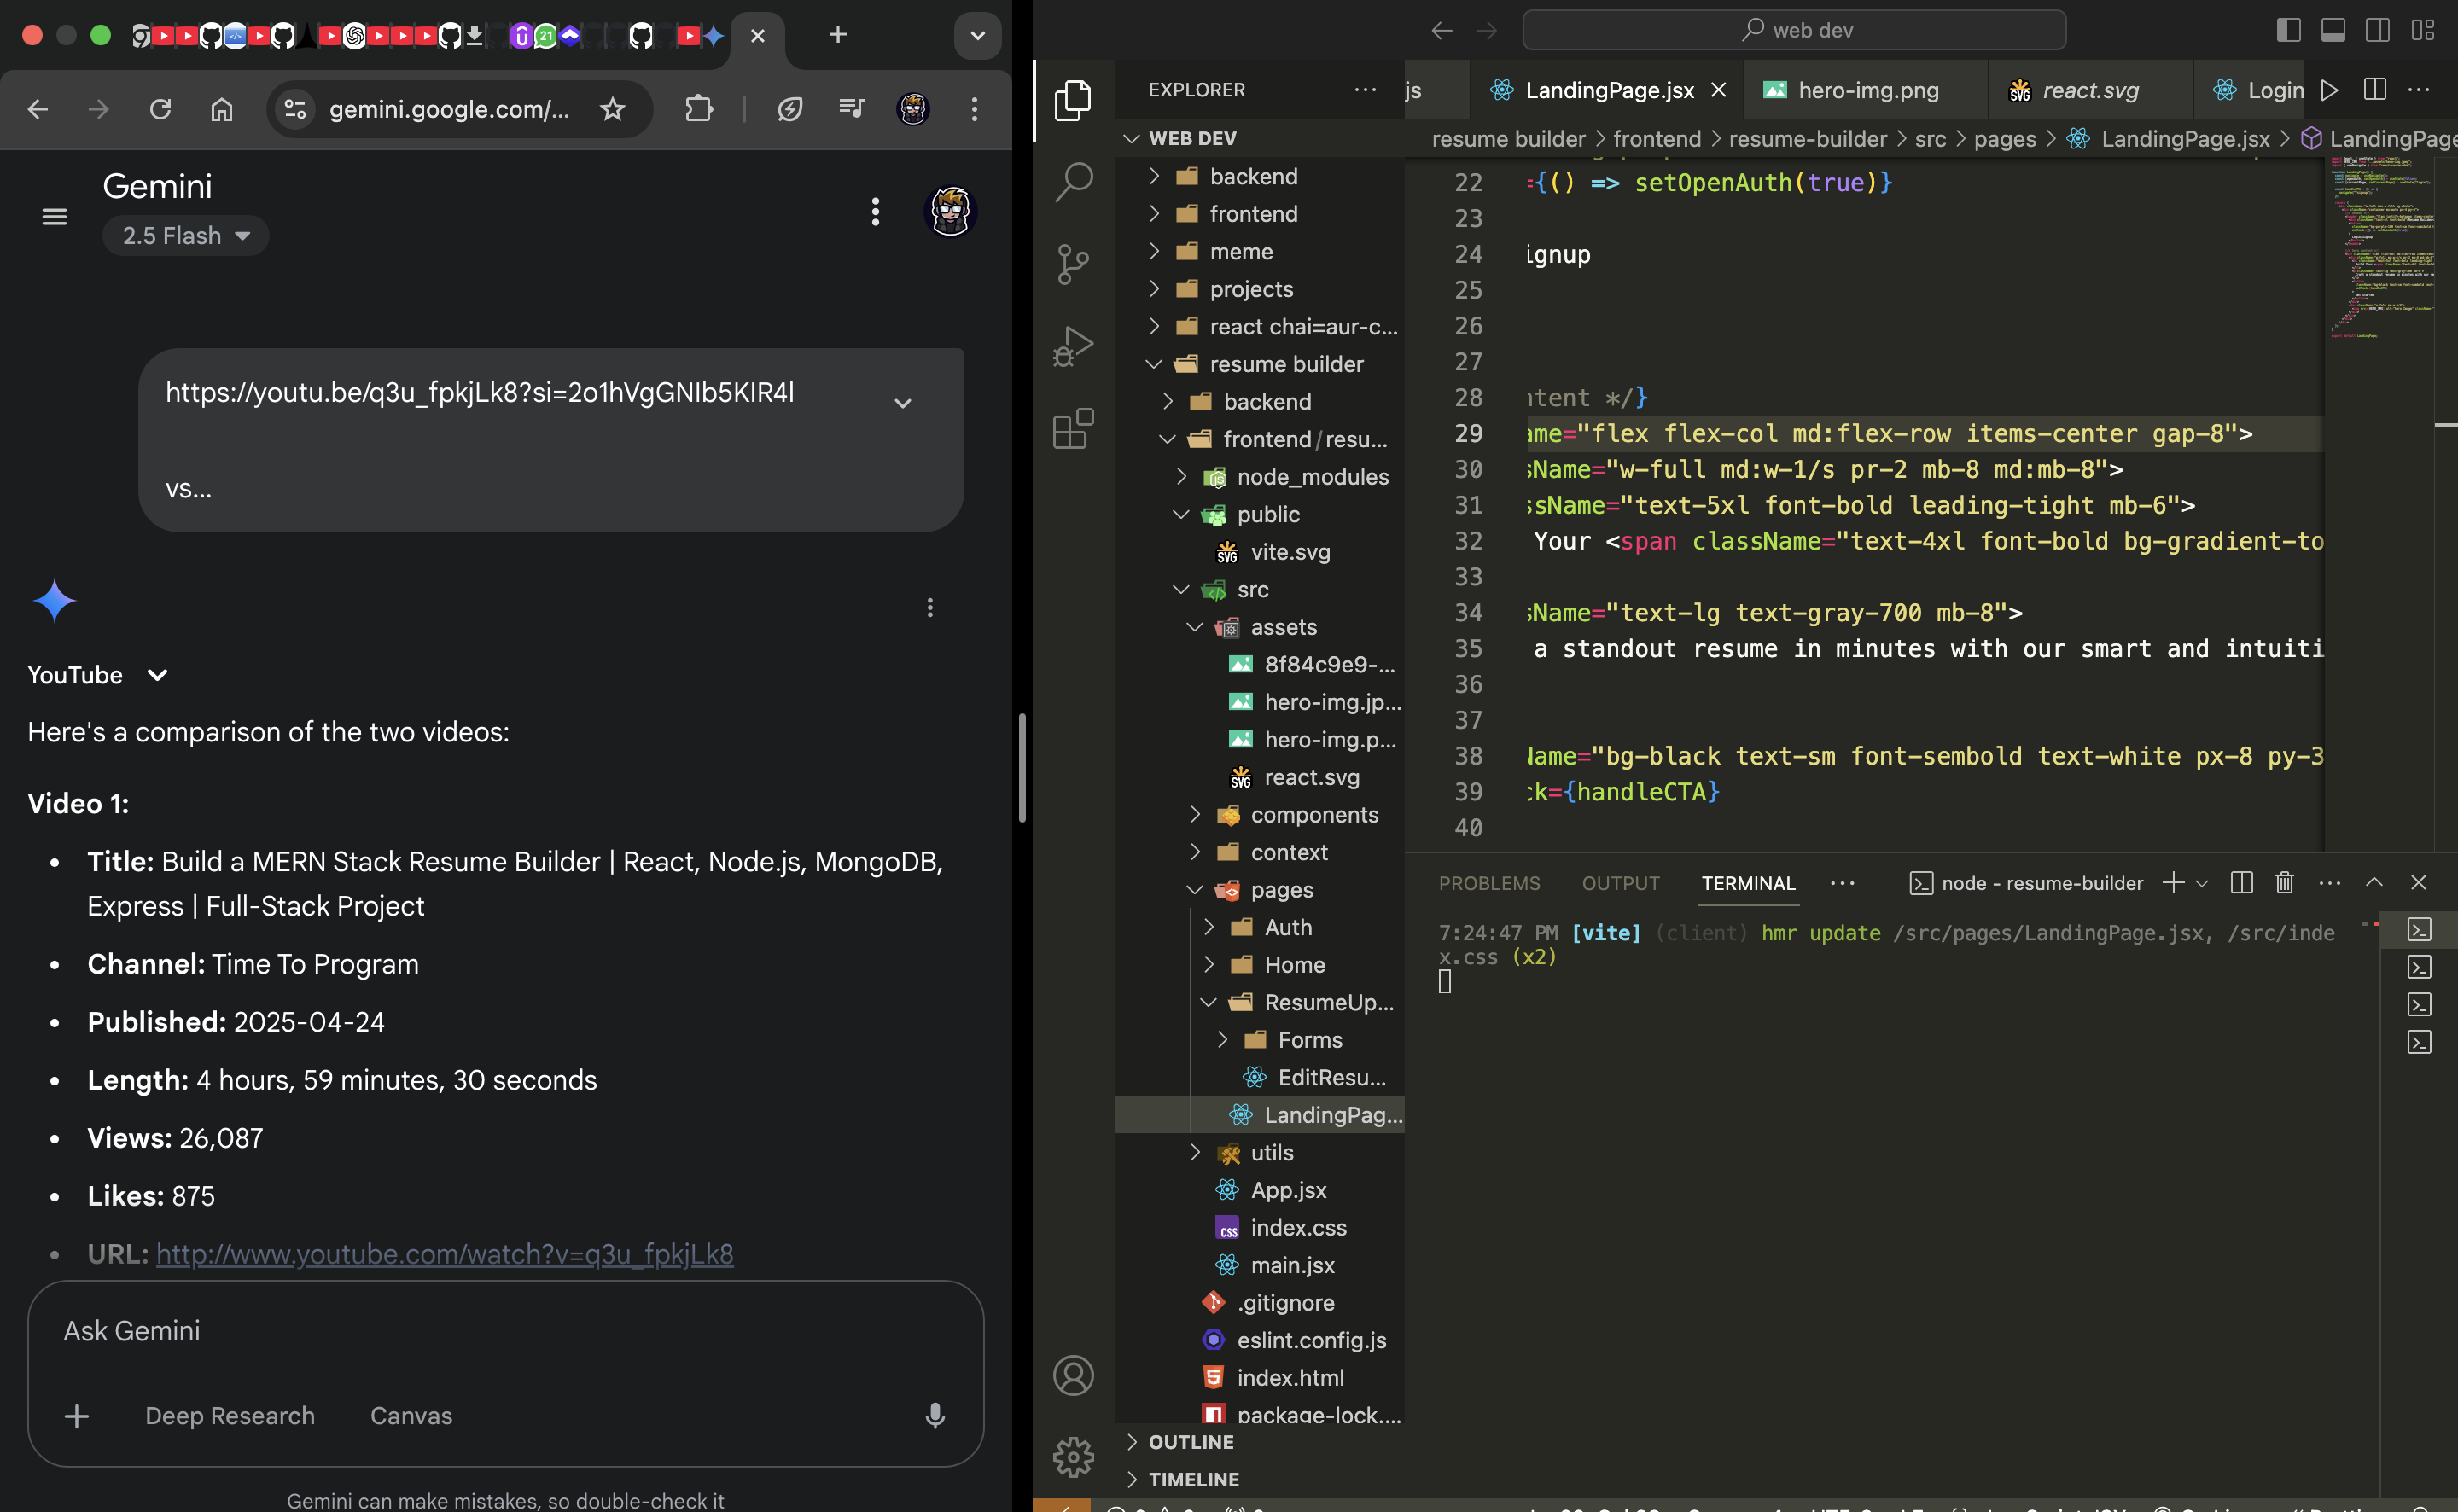 21
gemini.google.com/...
Gemini
2.5 Flash
https://youtu.be/q3u_fpkjLk8?si=2o1hVgGNIb5KIR4l
vs...
YouTube
Here's a comparison of the two videos:
Video 1:
• Title: Build a MERN Stack Resume Builder | React, Node.js, MongoDB,
Express | Full-Stack Project
• Channel: Time To Program
• Published: 2025-04-24
• Length: 4 hours, 59 minutes, 30 seconds
• Views: 26,087
• Likes: 875
• URL: http://www.youtube.com/watch?v=q3u_fpkjLk8
Ask Gemini
Deep Research
Canvas
Gemini can make mistakes, so double-check it
web dev
EXPLORER
WEB DEV
backend
frontend
meme
projects
react chai=aur-c...
resume builder
backend
frontend/resu...
node_modules
public
vite.svg
src
assets
8f84c9e9-...
hero-img.jp...
hero-img.p...
react.svg
components
context
pages
Auth
Home
ResumeUp...
Forms
EditResu...
LandingPag...
utils
App.jsx
index.css
main.jsx
.gitignore
eslint.config.js
index.html
package-lock....
OUTLINE
TIMELINE
js
LandingPage.jsx
hero-img.png
react.svg
Login
resume builder > frontend > resume-builder > src > pages > LandingPage.jsx > LandingPage
22 ={() => setOpenAuth(true)}
23
24 ignup
25
26
27
28 ntent */}
29 ame="flex flex-col md:flex-row items-center gap-8">
30 sName="w-full md:w-1/s pr-2 mb-8 md:mb-8">
31 ssName="text-5xl font-bold leading-tight mb-6">
32 Your <span className="text-4xl font-bold bg-gradient-to
33
34 sName="text-lg text-gray-700 mb-8">
35 a standout resume in minutes with our smart and intuiti
36
37
38 Name="bg-black text-sm font-sembold text-white px-8 py-3
39 ck={handleCTA}
40
PROBLEMS
OUTPUT
TERMINAL
node - resume-builder
7:24:47 PM [vite] (client) hmr update /src/pages/LandingPage.jsx, /src/inde
x.css (x2)